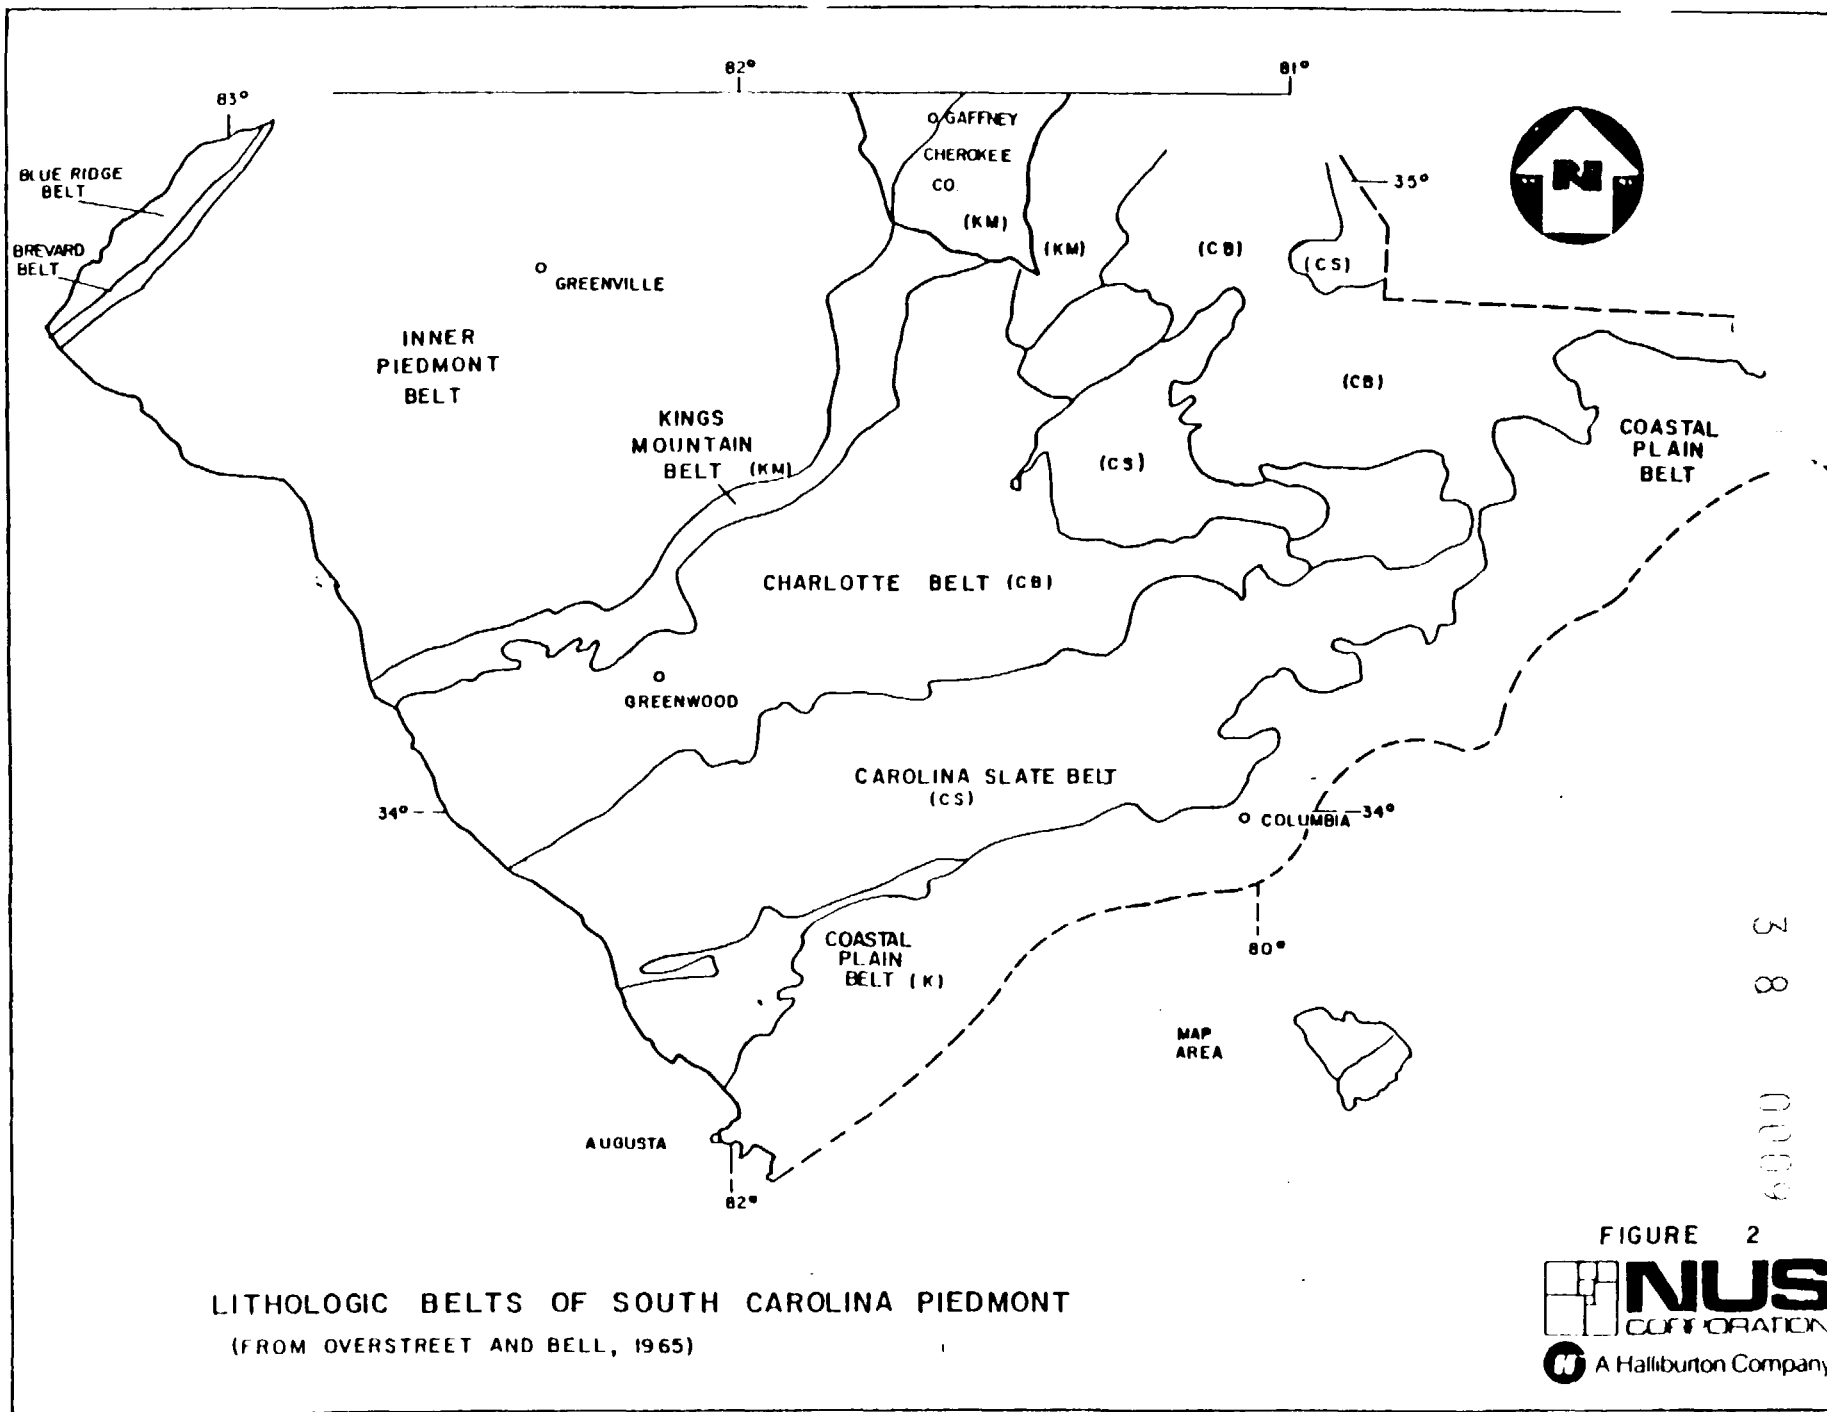 82°
81°
83°
GAFFNEY
CHEROKEE
CO.
(KM)
(KM)
(CB)
(CS)
35°
N
BLUE RIDGE
BELT
BREVARD
BELT
GREENVILLE
INNER
PIEDMONT
BELT
(CB)
KINGS
MOUNTAIN
BELT (KM)
(CS)
COASTAL
PLAIN
BELT
CHARLOTTE BELT (CB)
GREENWOOD
CAROLINA SLATE BELT
(CS)
34°
COLUMBIA
34°
COASTAL
PLAIN
BELT (K)
80°
MAP
AREA
AUGUSTA
82°
3 8
FIGURE 2
LITHOLOGIC BELTS OF SOUTH CAROLINA PIEDMONT
(FROM OVERSTREET AND BELL, 1965)
NUS
CORPORATION
A Halliburton Company